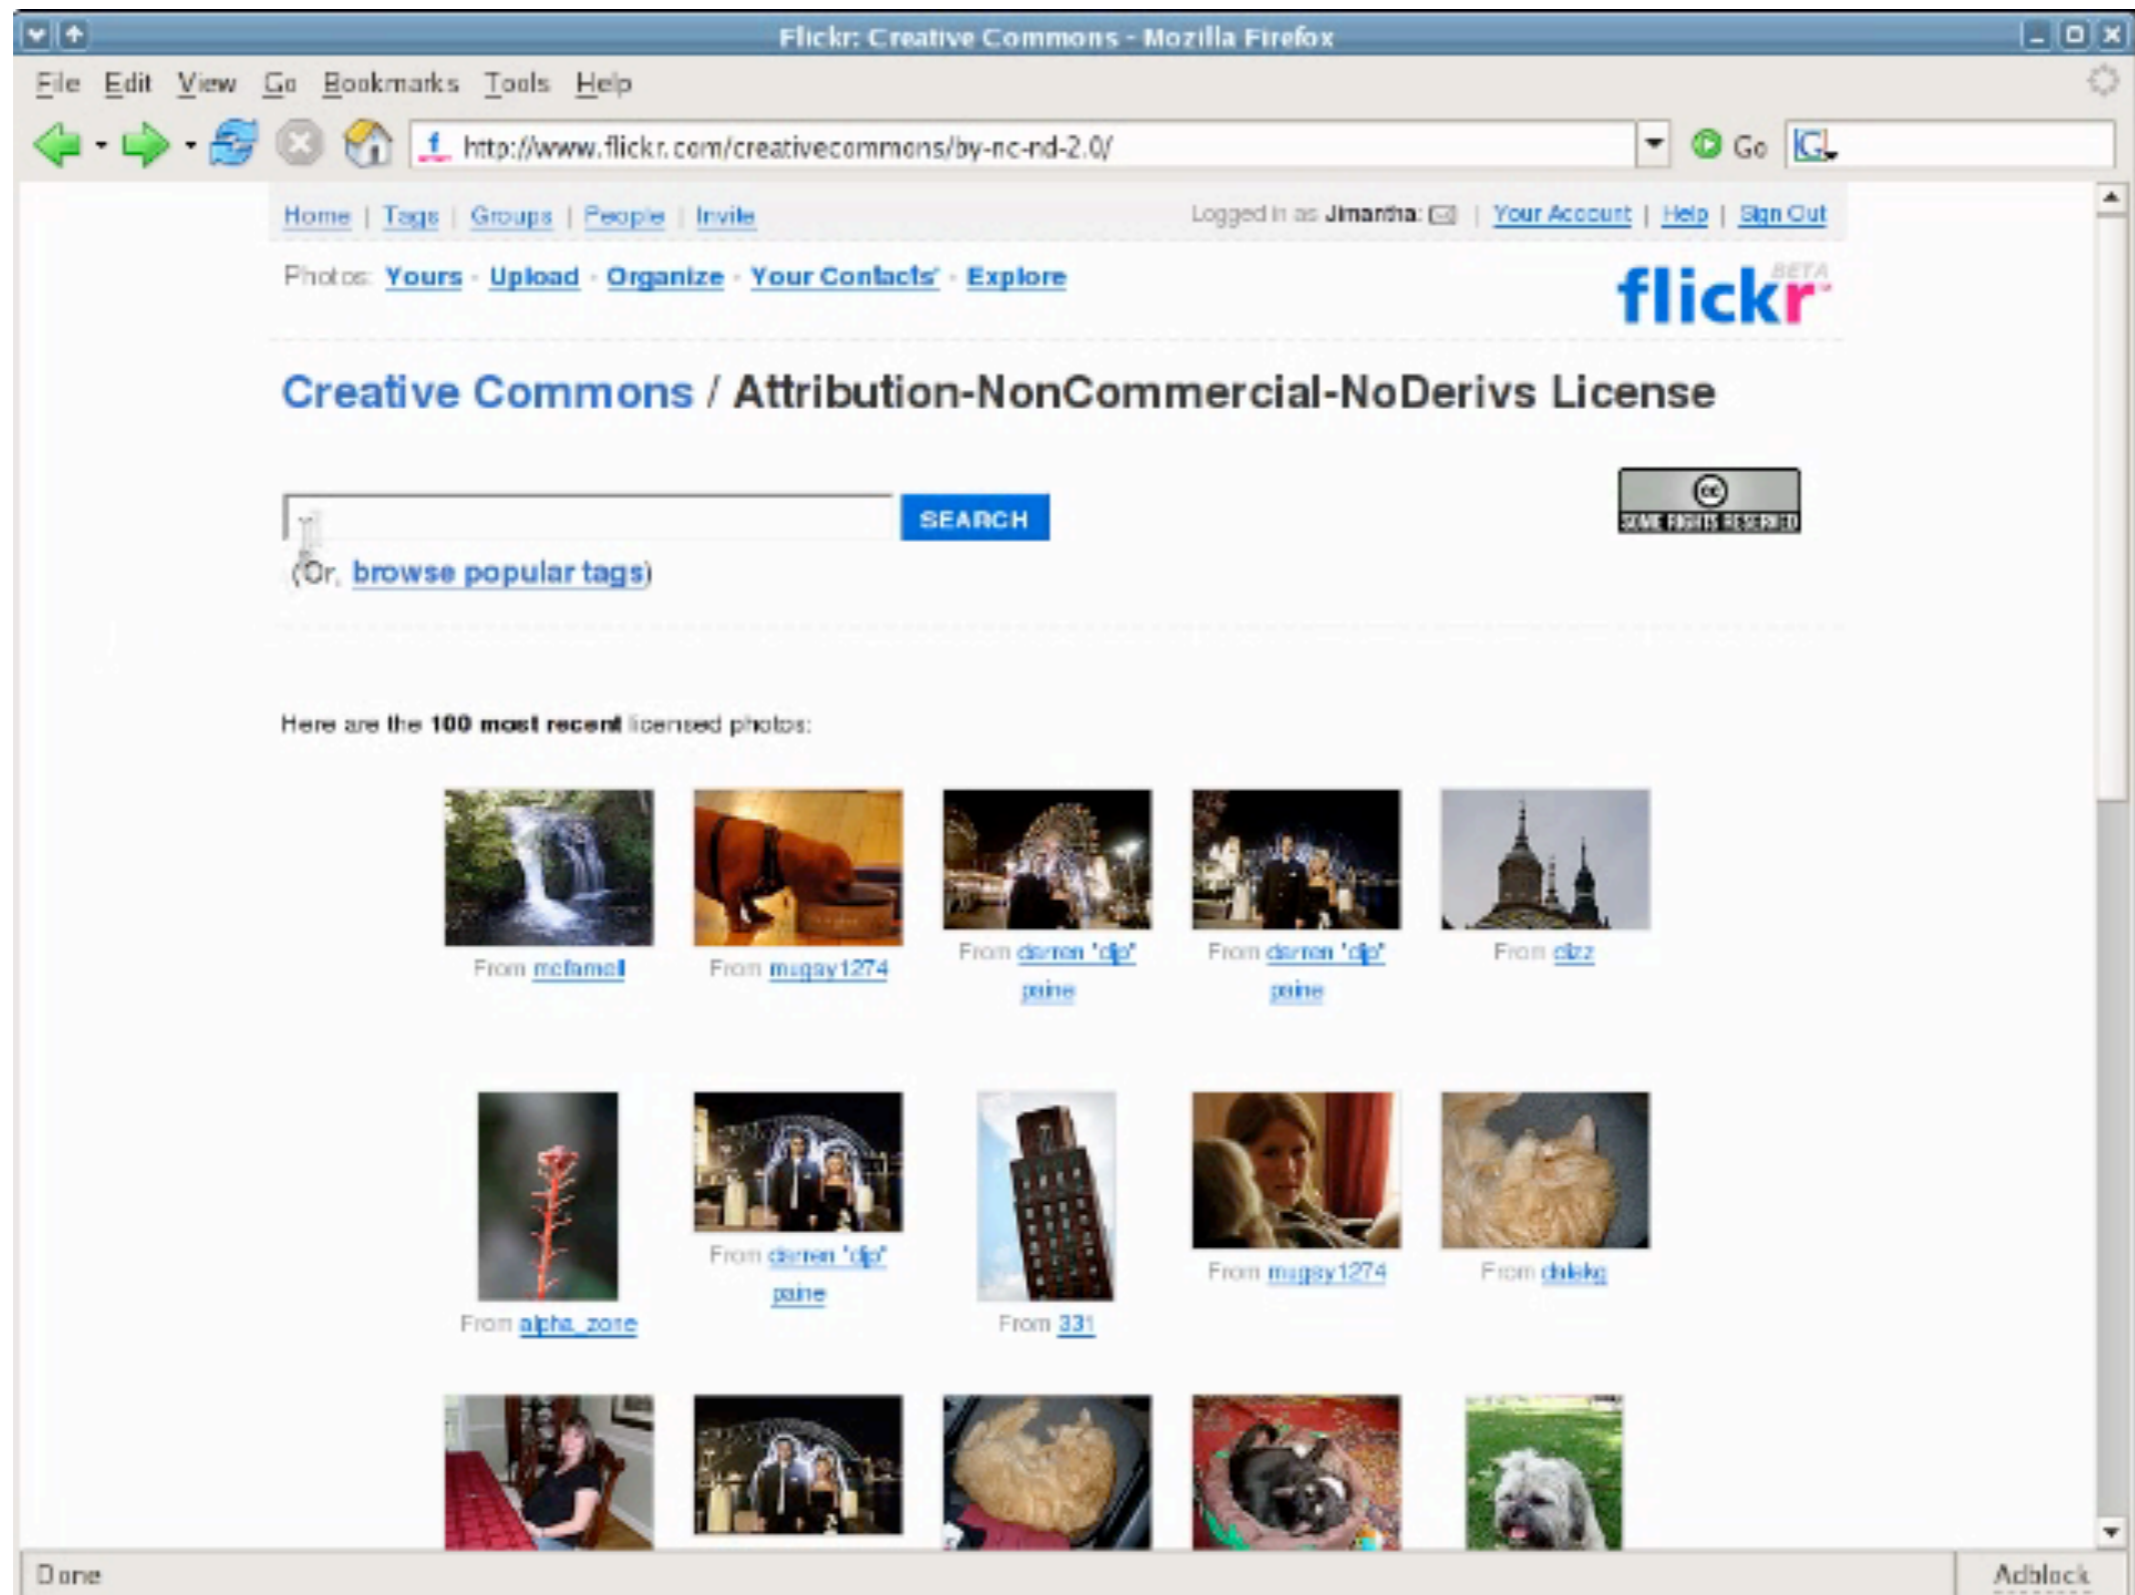 Flickr: Creative Commons - Mozilla Firefox
File Edit View Go Bookmarks Tools Help
http://www.flickr.com/creativecommons/by-nc-nd-2.0/ Go
Home | Tags | Groups | People | Invite Logged in as Jimantha: | Your Account | Help | Sign Out
Photos: Yours - Upload - Organize - Your Contacts' - Explore
flickr BETA
Creative Commons / Attribution-NonCommercial-NoDerivs License
cc
SEARCH
SOME RIGHTS RESERVED
(Or, browse popular tags)
Here are the 100 most recent licensed photos:
From From mugsy1274 From darren "djp" paine From darren "djp" paine From dizz
From alpha_zone From darren "djp" paine From 331 From mugsy1274 From
Done Adblock